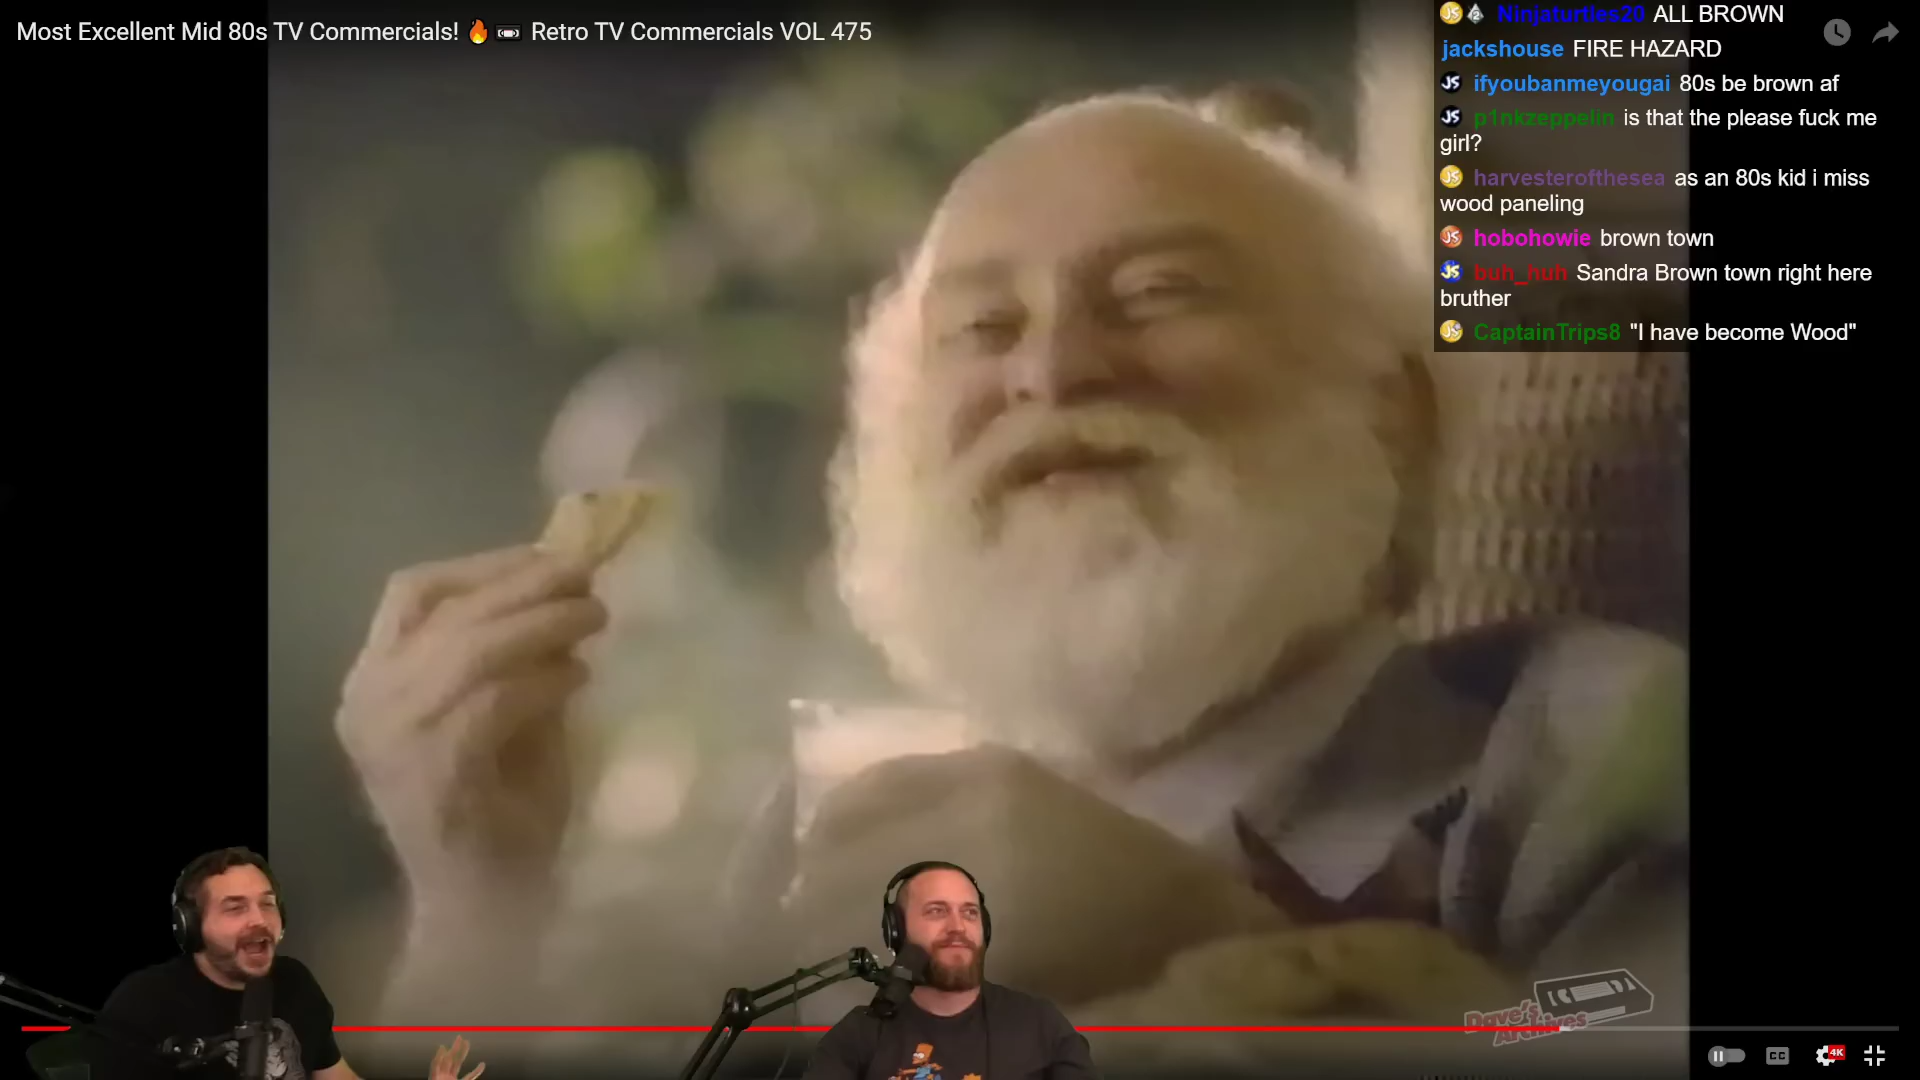 Most Excellent Mid 80s TV Commercials! 🔥📼 Retro TV Commercials VOL 475
Ninjaturtles20 ALL BROWN
jackshouse FIRE HAZARD
ifyoubanmeyougai 80s be brown af
p1nkzeppelin is that the please fuck me
girl?
harvesterofthesea as an 80s kid i miss
wood paneling
hobohowie brown town
buh_huh Sandra Brown town right here
bruther
CaptainTrips8 "I have become Wood"
Dave's
Archives
CC
4K